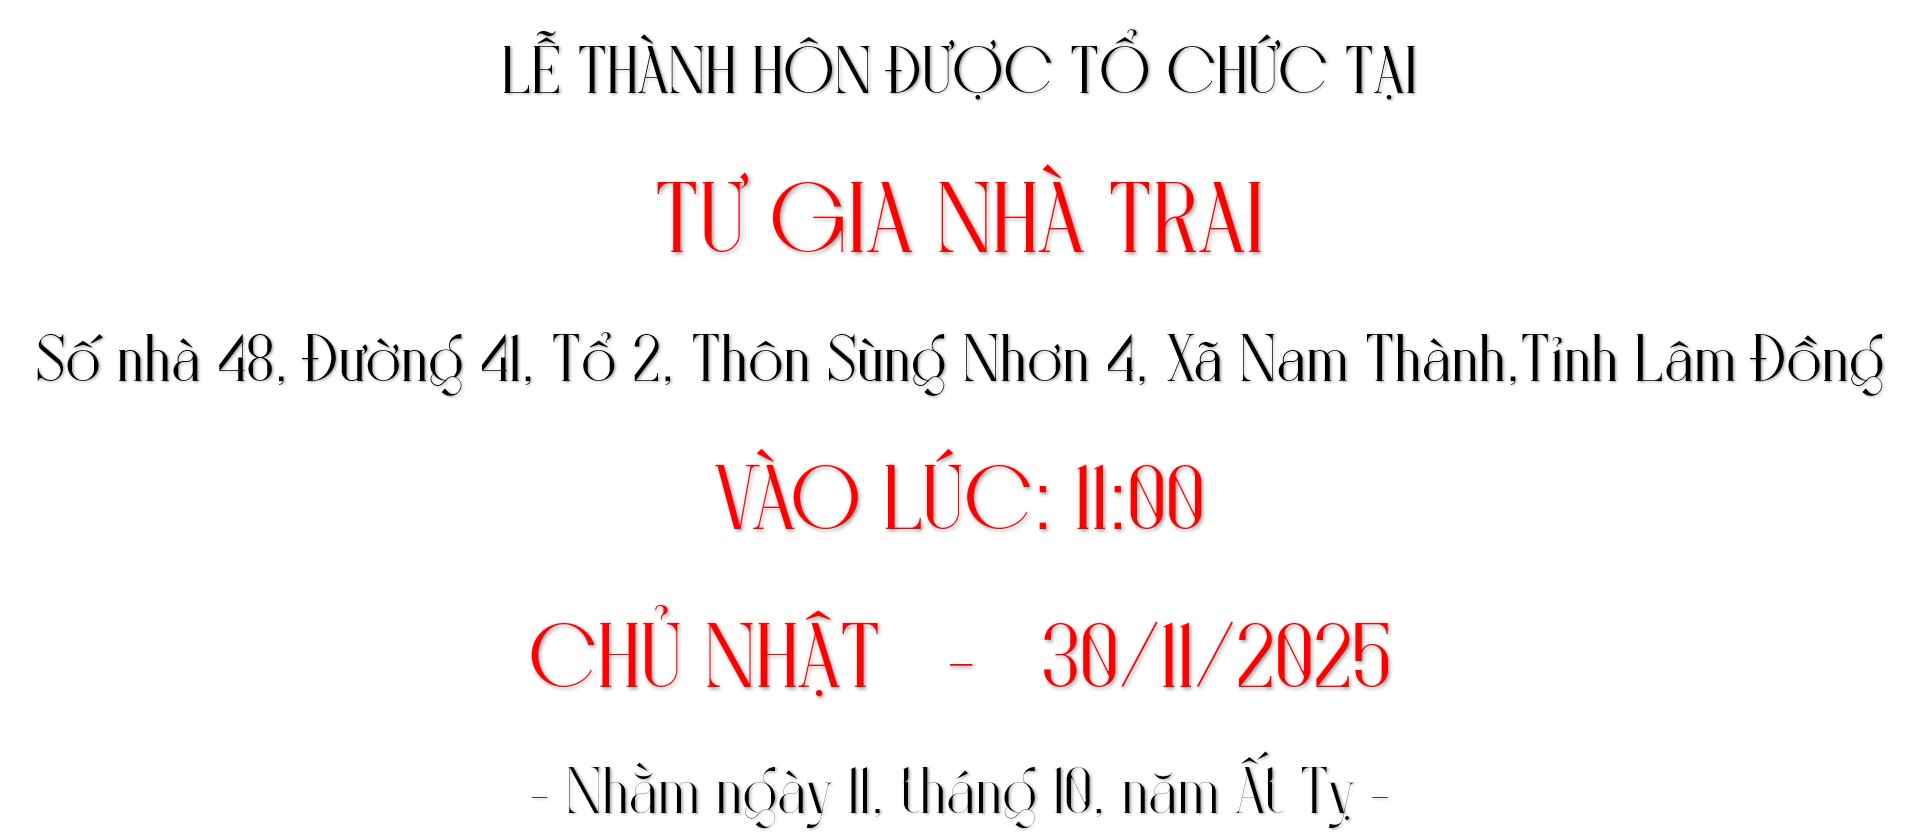 LỄ THÀNH HÔN ĐƯỢC TỔ CHỨC TẠI
TƯ GIA NHÀ TRAI
Số nhà 48, Đường 41, Tổ 2, Thôn Sùng Nhơn 4, Xã Nam Thành,Tỉnh Lâm Đồng
VÀO LÚC: 11:00
CHỦ NHẬT - 30/11/2025
- Nhằm ngày 11, tháng 10, năm Ất Tỵ -